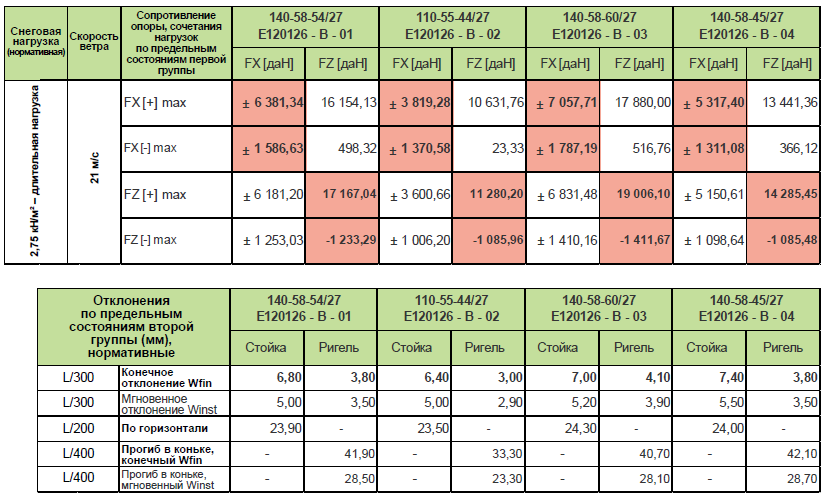 Снеговая нагрузка (нормативная) | Скорость ветра | Сопротивление опоры, сочетания нагрузок по предельным состояниям первой группы | 140-58-54/27 E120126 - B - 01 | 110-55-44/27 E120126 - B - 02 | 140-58-60/27 E120126 - B - 03 | 140-58-45/27 E120126 - B - 04
FX [даН] | FZ [даН] | FX [даН] | FZ [даН] | FX [даН] | FZ [даН] | FX [даН] | FZ [даН]
2,75 кН/м² – длительная нагрузка | 21 м/с
FX [+] max | ± 6 381,34 | 16 154,13 | ± 3 819,28 | 10 631,76 | ± 7 057,71 | 17 880,00 | ± 5 317,40 | 13 441,36
FX [-] max | ± 1 586,63 | 498,32 | ± 1 370,58 | 23,33 | ± 1 787,19 | 516,76 | ± 1 311,08 | 366,12
FZ [+] max | ± 6 181,20 | 17 167,04 | ± 3 600,66 | 11 280,20 | ± 6 831,48 | 19 006,10 | ± 5 150,61 | 14 285,45
FZ [-] max | ± 1 253,03 | -1 233,29 | ± 1 006,20 | -1 085,96 | ± 1 410,16 | -1 411,67 | ± 1 098,64 | -1 085,48
Отклонения по предельным состояниям второй группы (мм), нормативные | 140-58-54/27 E120126 - B - 01 | 110-55-44/27 E120126 - B - 02 | 140-58-60/27 E120126 - B - 03 | 140-58-45/27 E120126 - B - 04
Стойка | Ригель | Стойка | Ригель | Стойка | Ригель | Стойка | Ригель
L/300 | Конечное отклонение Wfin | 6,80 | 3,80 | 6,40 | 3,00 | 7,00 | 4,10 | 7,40 | 3,80
L/300 | Мгновенное отклонение Winst | 5,00 | 3,50 | 5,00 | 2,90 | 5,20 | 3,90 | 5,50 | 3,50
L/200 | По горизонтали | 23,90 | - | 23,50 | - | 24,30 | - | 24,00 | -
L/400 | Прогиб в коньке, конечный Wfin | - | 41,90 | - | 33,30 | - | 40,70 | - | 42,10
L/400 | Прогиб в коньке, мгновенный Winst | - | 28,50 | - | 23,30 | - | 28,10 | - | 28,70